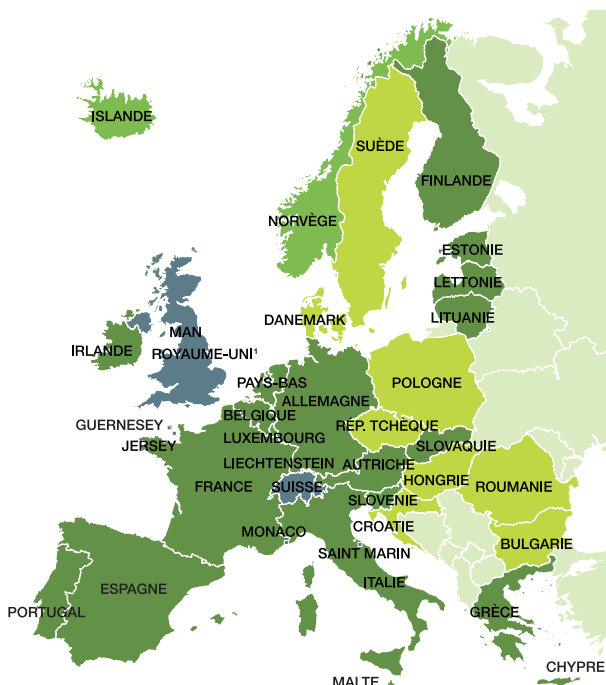 ISLANDE
SUÈDE
FINLANDE
NORVÈGE
ESTONIE
LETTONIE
LITUANIE
DANEMARK
MAN
IRLANDE
ROYAUME-UNI¹
PAYS-BAS
POLOGNE
ALLEMAGNE
BELGIQUE
GUERNESEY
RÉP. TCHÈQUE
LUXEMBOURG
JERSEY
SLOVAQUIE
LIECHTENSTEIN
AUTRICHE
HONGRIE
FRANCE
SUISSE
ROUMANIE
SLOVENIE
CROATIE
MONACO
BULGARIE
SAINT MARIN
ESPAGNE
ITALIE
PORTUGAL
GRÈCE
CHYPRE
MALTE